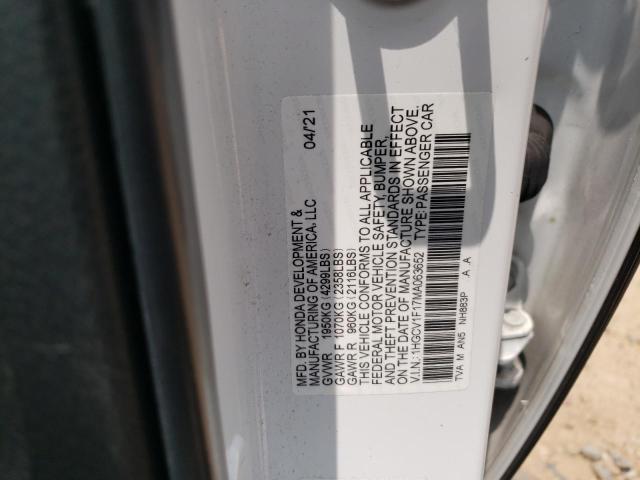 MFD. BY HONDA DEVELOPMENT &
MANUFACTURING OF AMERICA, LLC 04/21
GVWR 1950KG (4299LBS)
GAWR F 1070KG (2358LBS)
GAWR R 960KG (2116LBS)
THIS VEHICLE CONFORMS TO ALL APPLICABLE
FEDERAL MOTOR VEHICLE SAFETY, BUMPER,
AND THEFT PREVENTION STANDARDS IN EFFECT
ON THE DATE OF MANUFACTURE SHOWN ABOVE.
V.I.N.: 1HGCV1F17MA063652 TYPE: PASSENGER CAR
TVA M AN5 NH883P A A